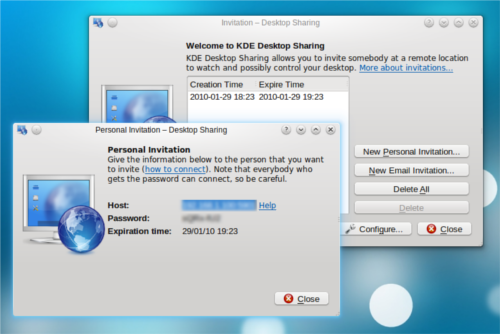 Invitation – Desktop Sharing
Welcome to KDE Desktop Sharing
KDE Desktop Sharing allows you to invite somebody at a remote location
to watch and possibly control your desktop. More about invitations...
Creation Time Expire Time
2010-01-29 18:23 2010-01-29 19:23
New Personal Invitation...
New Email Invitation...
Delete All
Delete
Configure...
Close
Personal Invitation – Desktop Sharing
Personal Invitation
Give the information below to the person that you want
to invite (how to connect). Note that everybody who
gets the password can connect, so be careful.
Host: Help
Password:
Expiration time: 29/01/10 19:23
Close